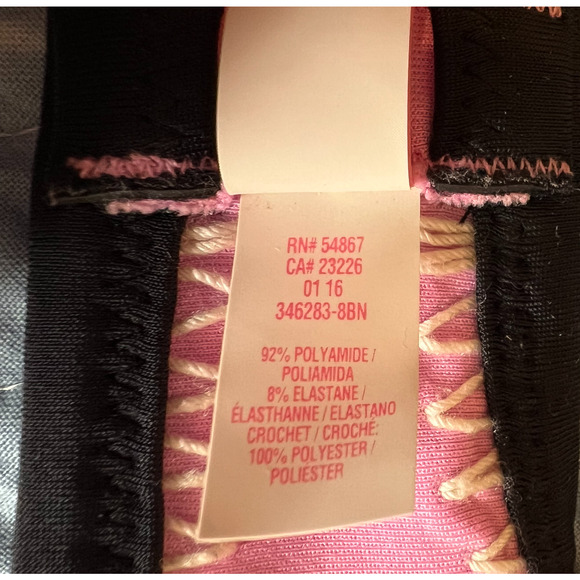 RN# 54867
CA# 23226
01 16
346283-8BN
92% POLYAMIDE /
POLIAMIDA
8% ELASTANE /
ÉLASTHANNE / ELASTANO
CROCHET / CROCHÉ:
100% POLYESTER /
POLIESTER